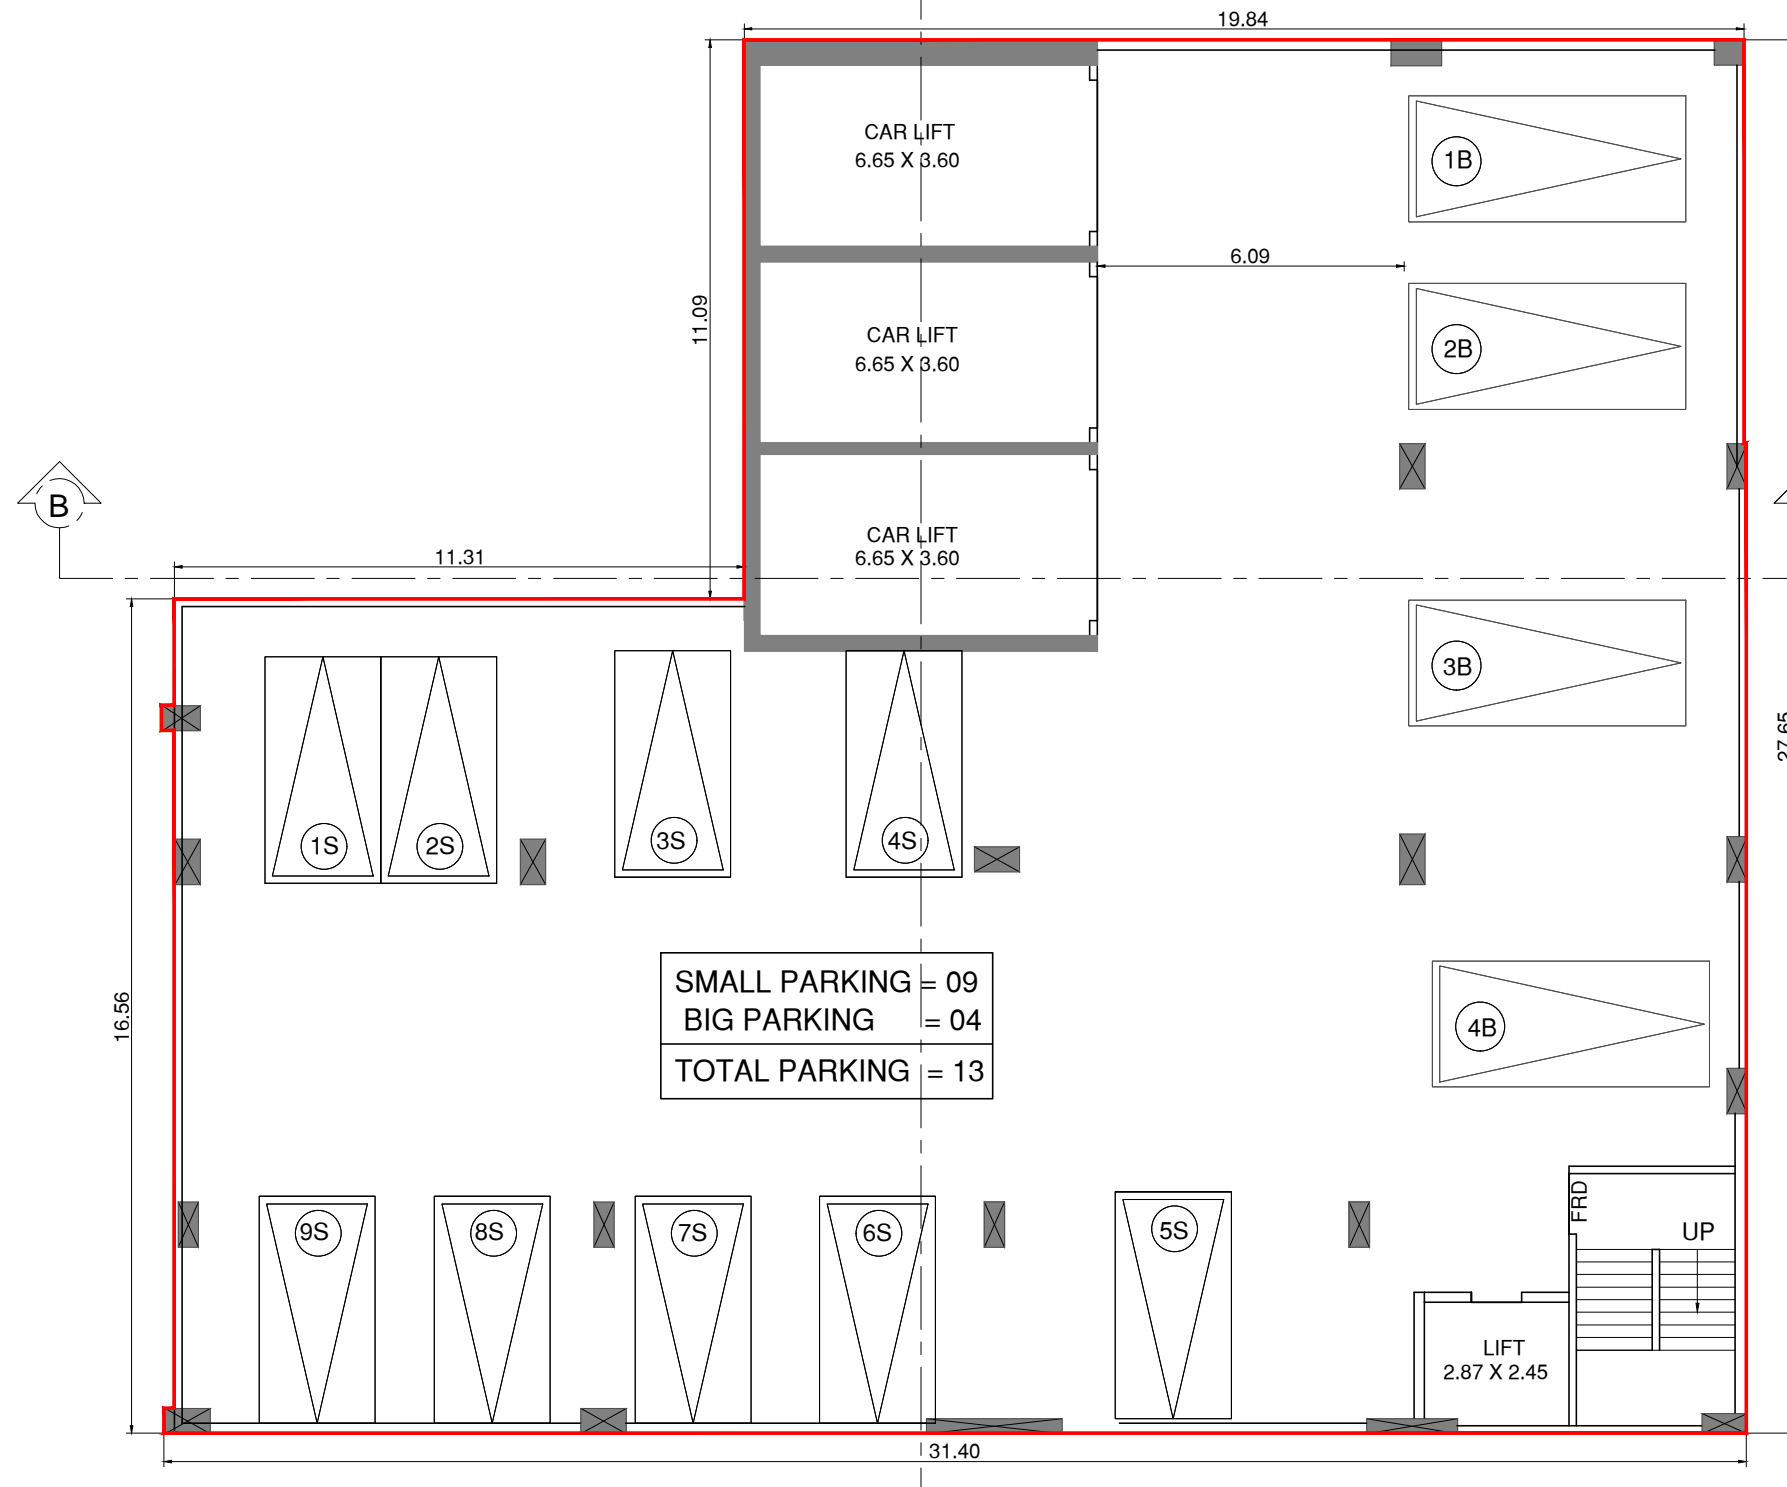 19.84
CAR LIFT
6.65 X 3.60
1B
6.09
11.09
CAR LIFT
6.65 X 3.60
2B
B
CAR LIFT
6.65 X 3.60
11.31
3B
27.65
1S
2S
3S
4S
SMALL PARKING = 09
BIG PARKING = 04
TOTAL PARKING = 13
16.56
4B
FRD
UP
9S
8S
7S
6S
5S
LIFT
2.87 X 2.45
31.40